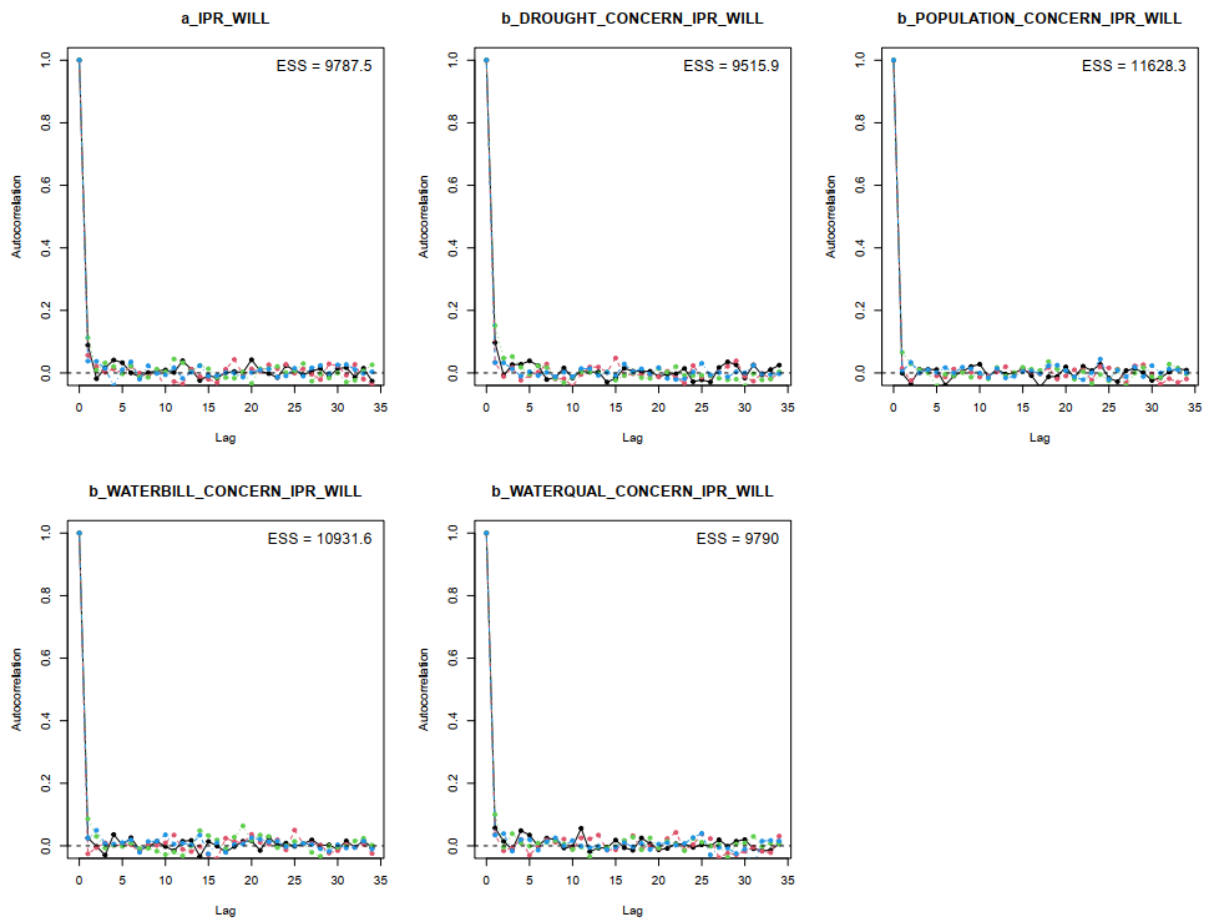 a_IPR_WILL
ESS = 9787.5
Autocorrelation
1.0
0.8
0.6
0.4
0.2
0.0
0 5 10 15 20 25 30 35
Lag
b_DROUGHT_CONCERN_IPR_WILL
ESS = 9515.9
Autocorrelation
1.0
0.8
0.6
0.4
0.2
0.0
0 5 10 15 20 25 30 35
Lag
b_POPULATION_CONCERN_IPR_WILL
ESS = 11628.3
Autocorrelation
1.0
0.8
0.6
0.4
0.2
0.0
0 5 10 15 20 25 30 35
Lag
b_WATERBILL_CONCERN_IPR_WILL
ESS = 10931.6
Autocorrelation
1.0
0.8
0.6
0.4
0.2
0.0
0 5 10 15 20 25 30 35
Lag
b_WATERQUAL_CONCERN_IPR_WILL
ESS = 9790
Autocorrelation
1.0
0.8
0.6
0.4
0.2
0.0
0 5 10 15 20 25 30 35
Lag